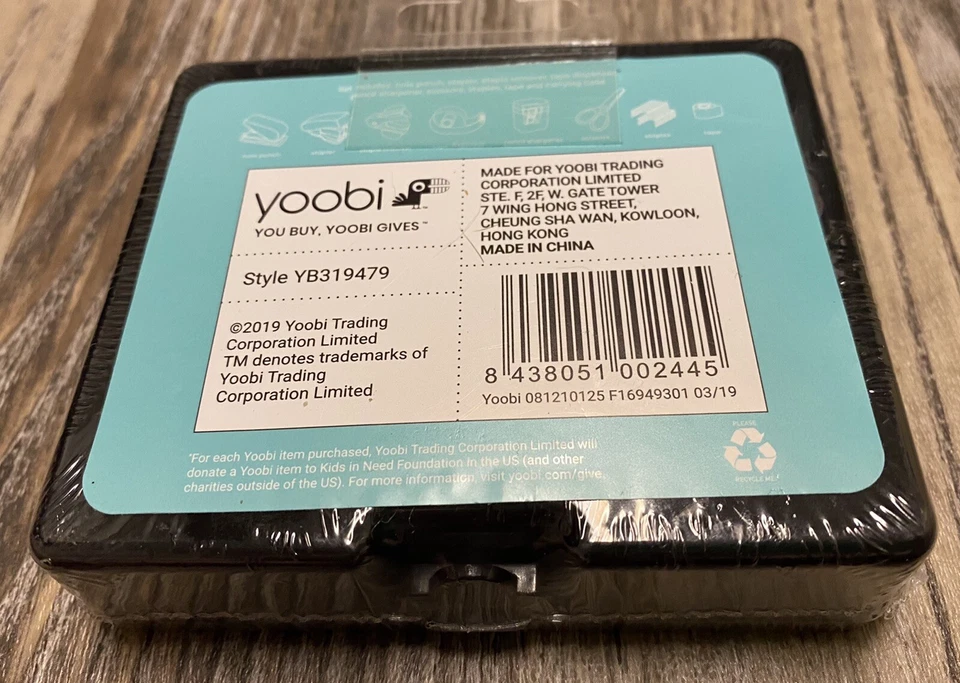 yoobi
YOU BUY, YOOBI GIVES™
Style YB319479
©2019 Yoobi Trading
Corporation Limited
TM denotes trademarks of
Yoobi Trading
Corporation Limited
MADE FOR YOOBI TRADING
CORPORATION LIMITED
STE. F, 2F, W. GATE TOWER
7 WING HONG STREET,
CHEUNG SHA WAN, KOWLOON,
HONG KONG
MADE IN CHINA
8 438051 002445
Yoobi 081210125 F16949301 03/19
*For each Yoobi item purchased, Yoobi Trading Corporation Limited will
donate a Yoobi item to Kids in Need Foundation in the US (and other
charities outside of the US). For more information, visit yoobi.com/give.
PLEASE
RECYCLE ME!